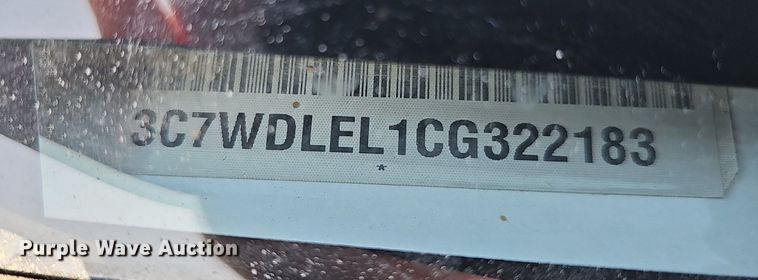 3C7WDLEL1CG322183
*
Purple Wave Auction